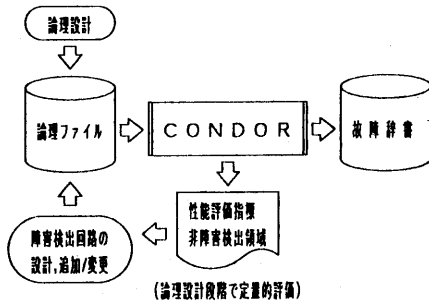 論理設計
論理ファイル
CONDOR
故障辞書
性能評価指標
非障害検出領域
障害検出回路の
設計,追加/変更
(論理設計段階で定量的評価)